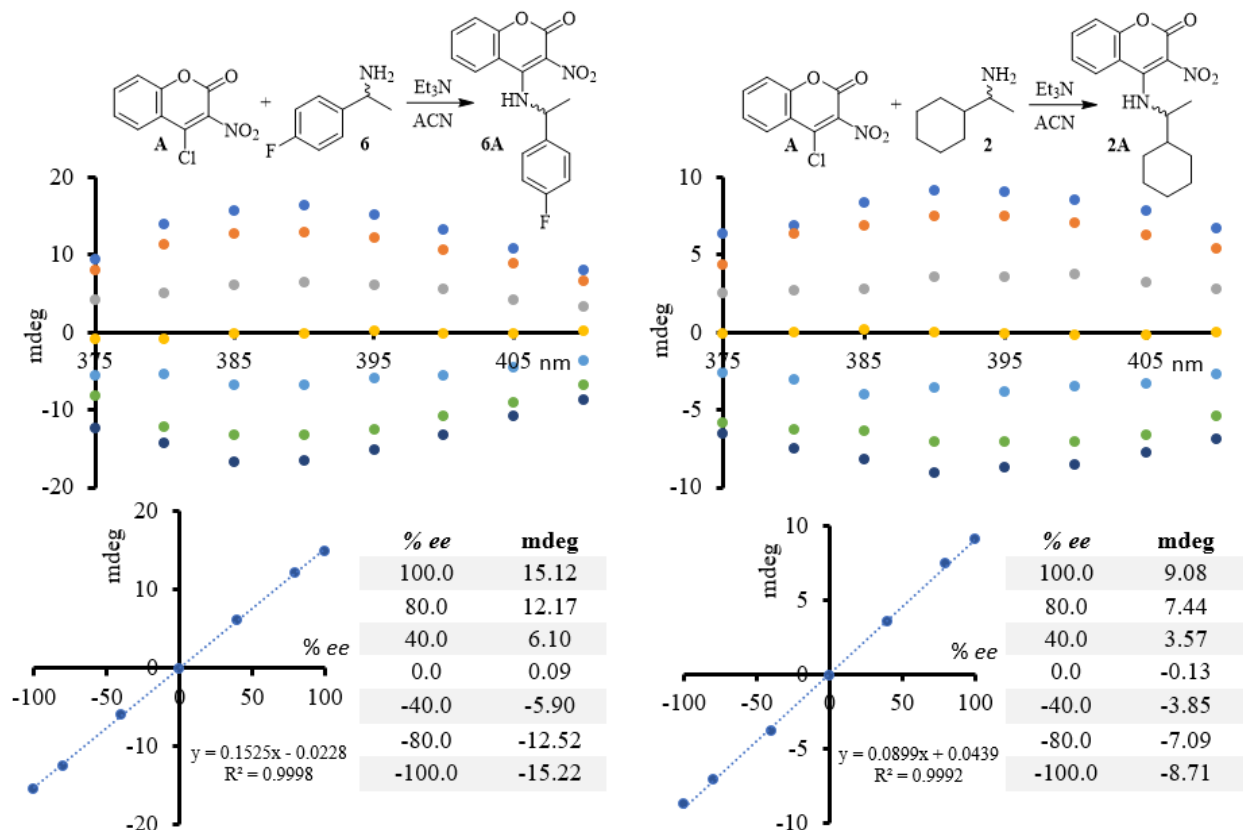 O
O
NO₂
HN
O
O
NO₂
Cl
A
+
NH₂
F
6
Et₃N
ACN
6A
F
20
10
0
-10
-20
mdeg
375
385
395
405
nm
O
O
NO₂
HN
O
O
NO₂
Cl
A
+
NH₂
2
Et₃N
ACN
2A
10
5
0
-5
-10
mdeg
375
385
395
405
nm
20
10
0
-10
-20
mdeg
% ee
-100
-50
0
50
100
y = 0.1525x - 0.0228
R² = 0.9998
% ee mdeg
100.0 15.12
80.0 12.17
40.0 6.10
0.0 0.09
-40.0 -5.90
-80.0 -12.52
-100.0 -15.22
10
5
0
-5
-10
mdeg
% ee
-100
-50
0
50
100
y = 0.0899x + 0.0439
R² = 0.9992
% ee mdeg
100.0 9.08
80.0 7.44
40.0 3.57
0.0 -0.13
-40.0 -3.85
-80.0 -7.09
-100.0 -8.71